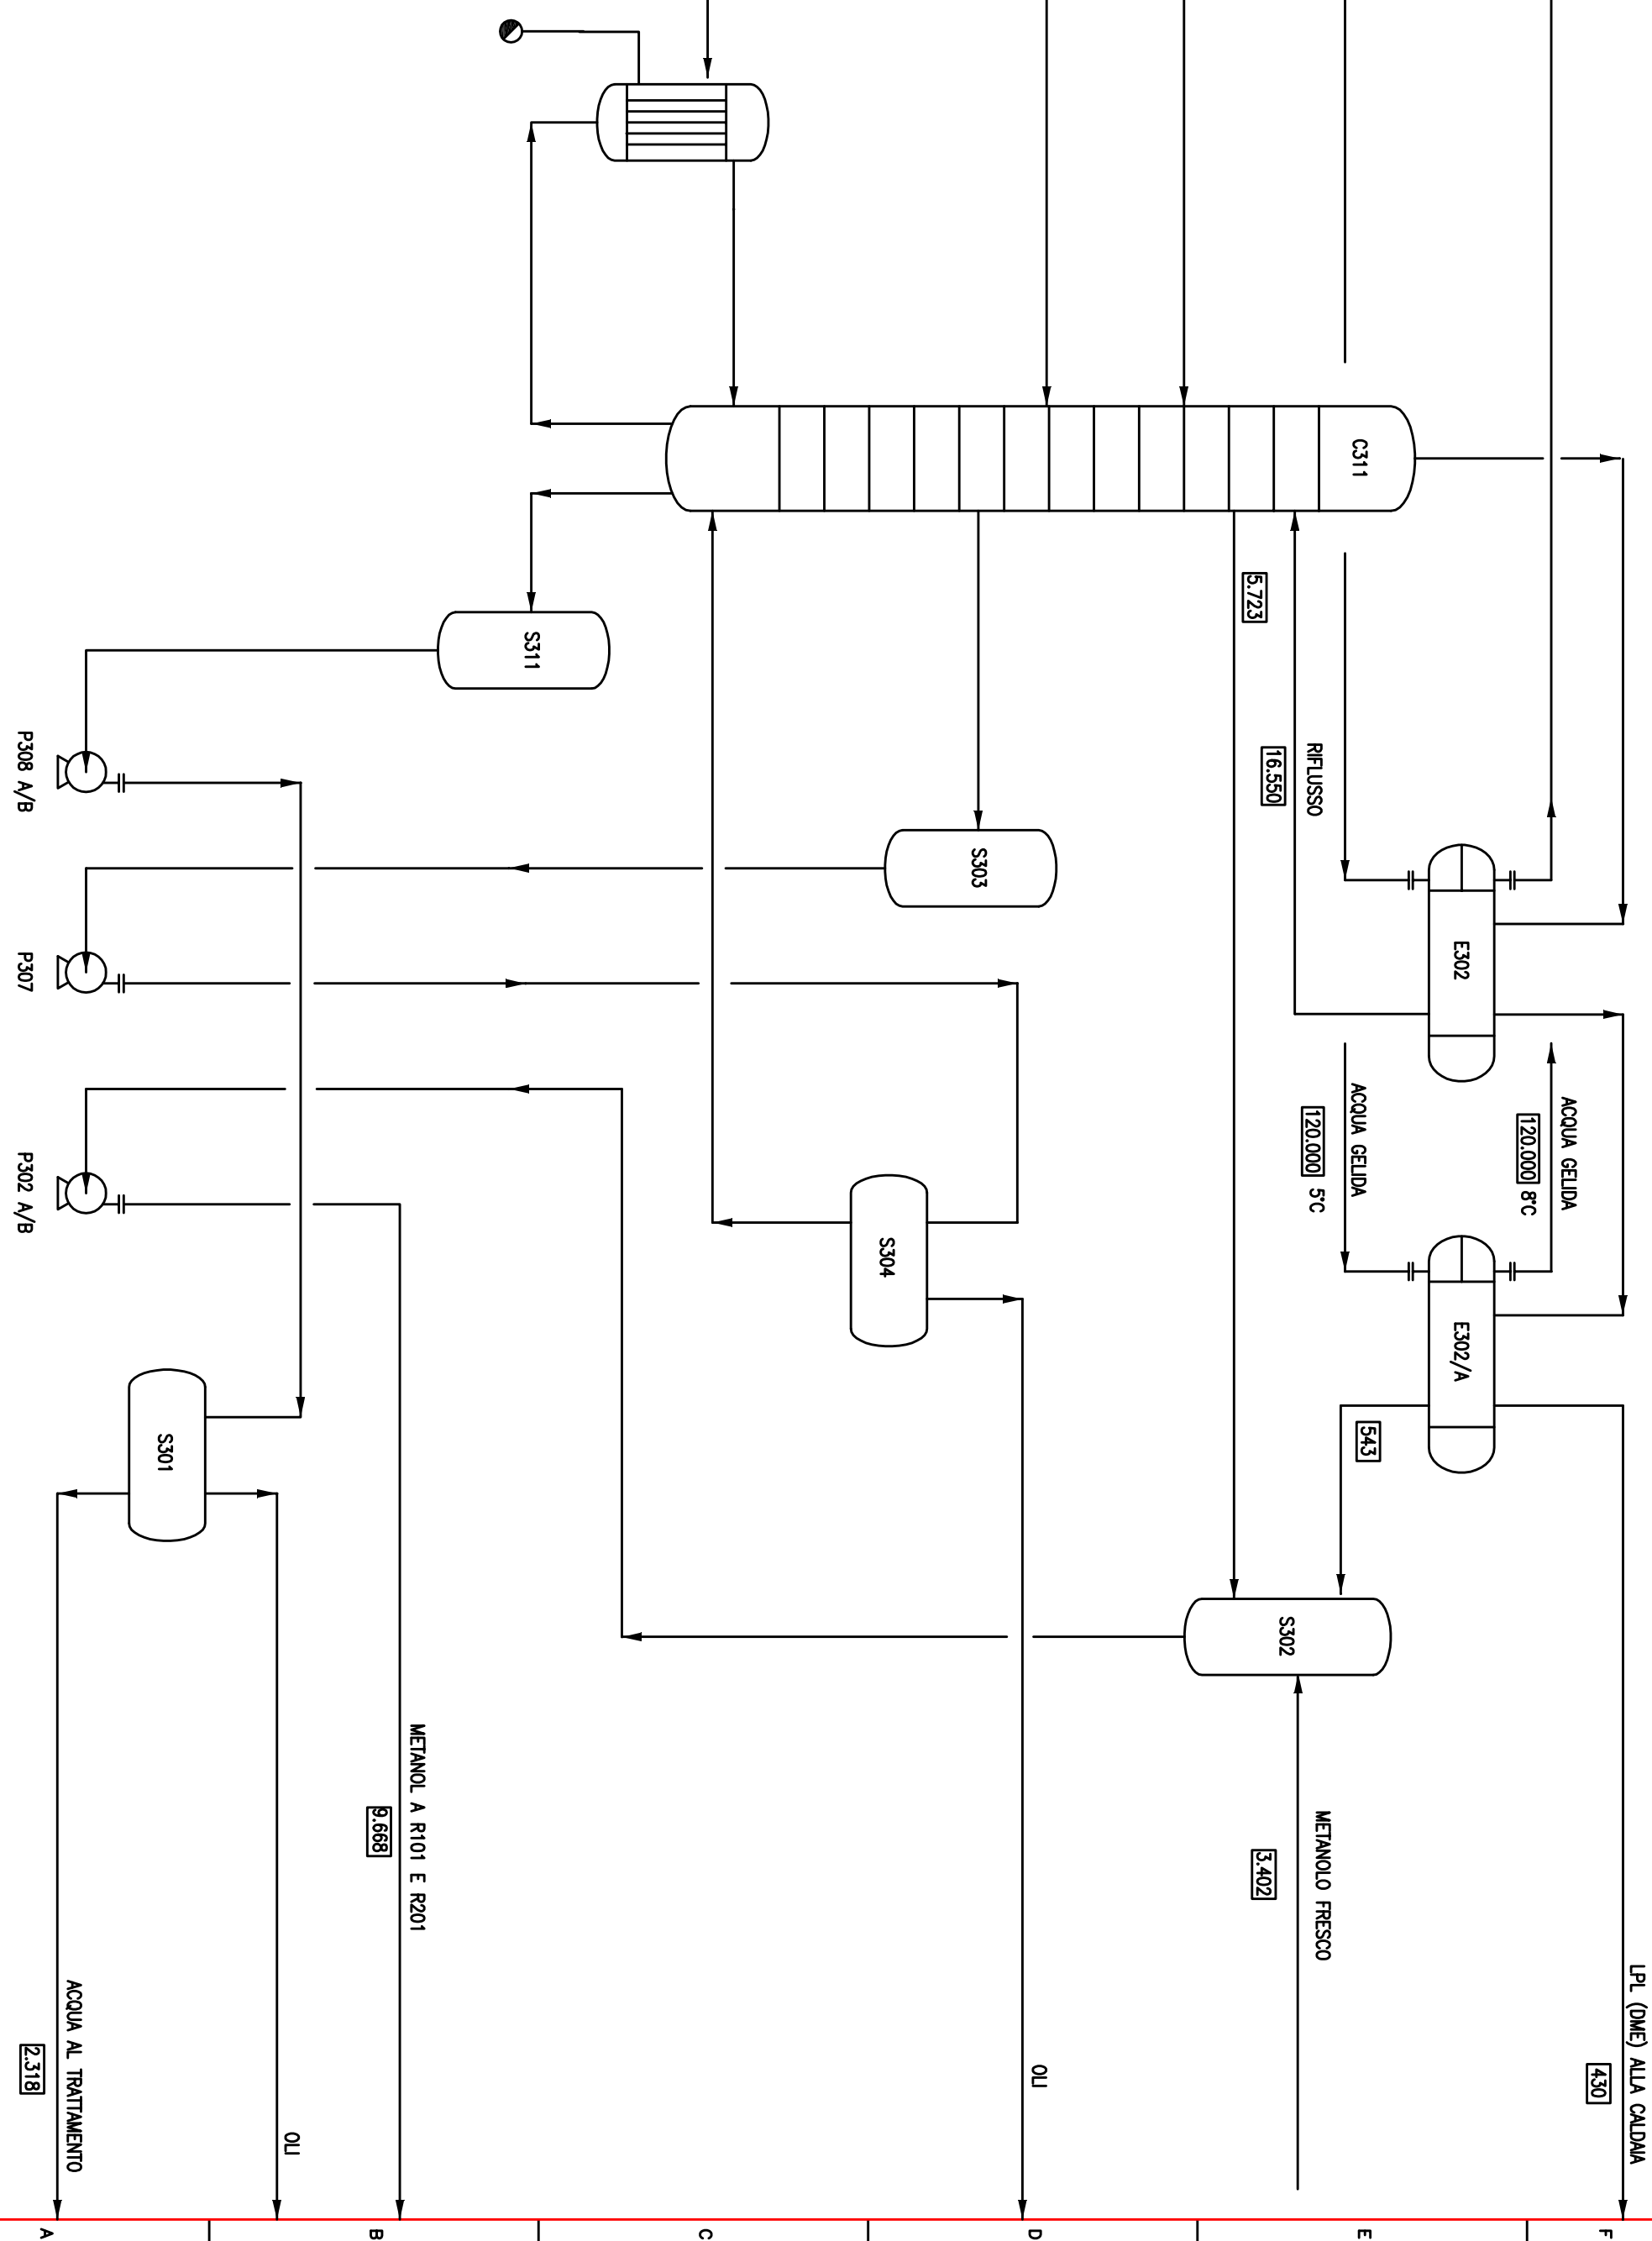 C311
5.723
RIFLUSSO
16.550
E302
ACQUA GELIDA
120.000 8°C
ACQUA GELIDA
120.000 5°C
E302/A
543
S302
METANOLO FRESCO
3.402
LPL (DME) ALLA CALDAIA
430
S303
S304
OLI
S311
P308 A/B
P307
P302 A/B
S301
METANOL A R101 E R201
9.668
OLI
ACQUA AL TRATTAMENTO
2.318
F
E
D
C
B
A